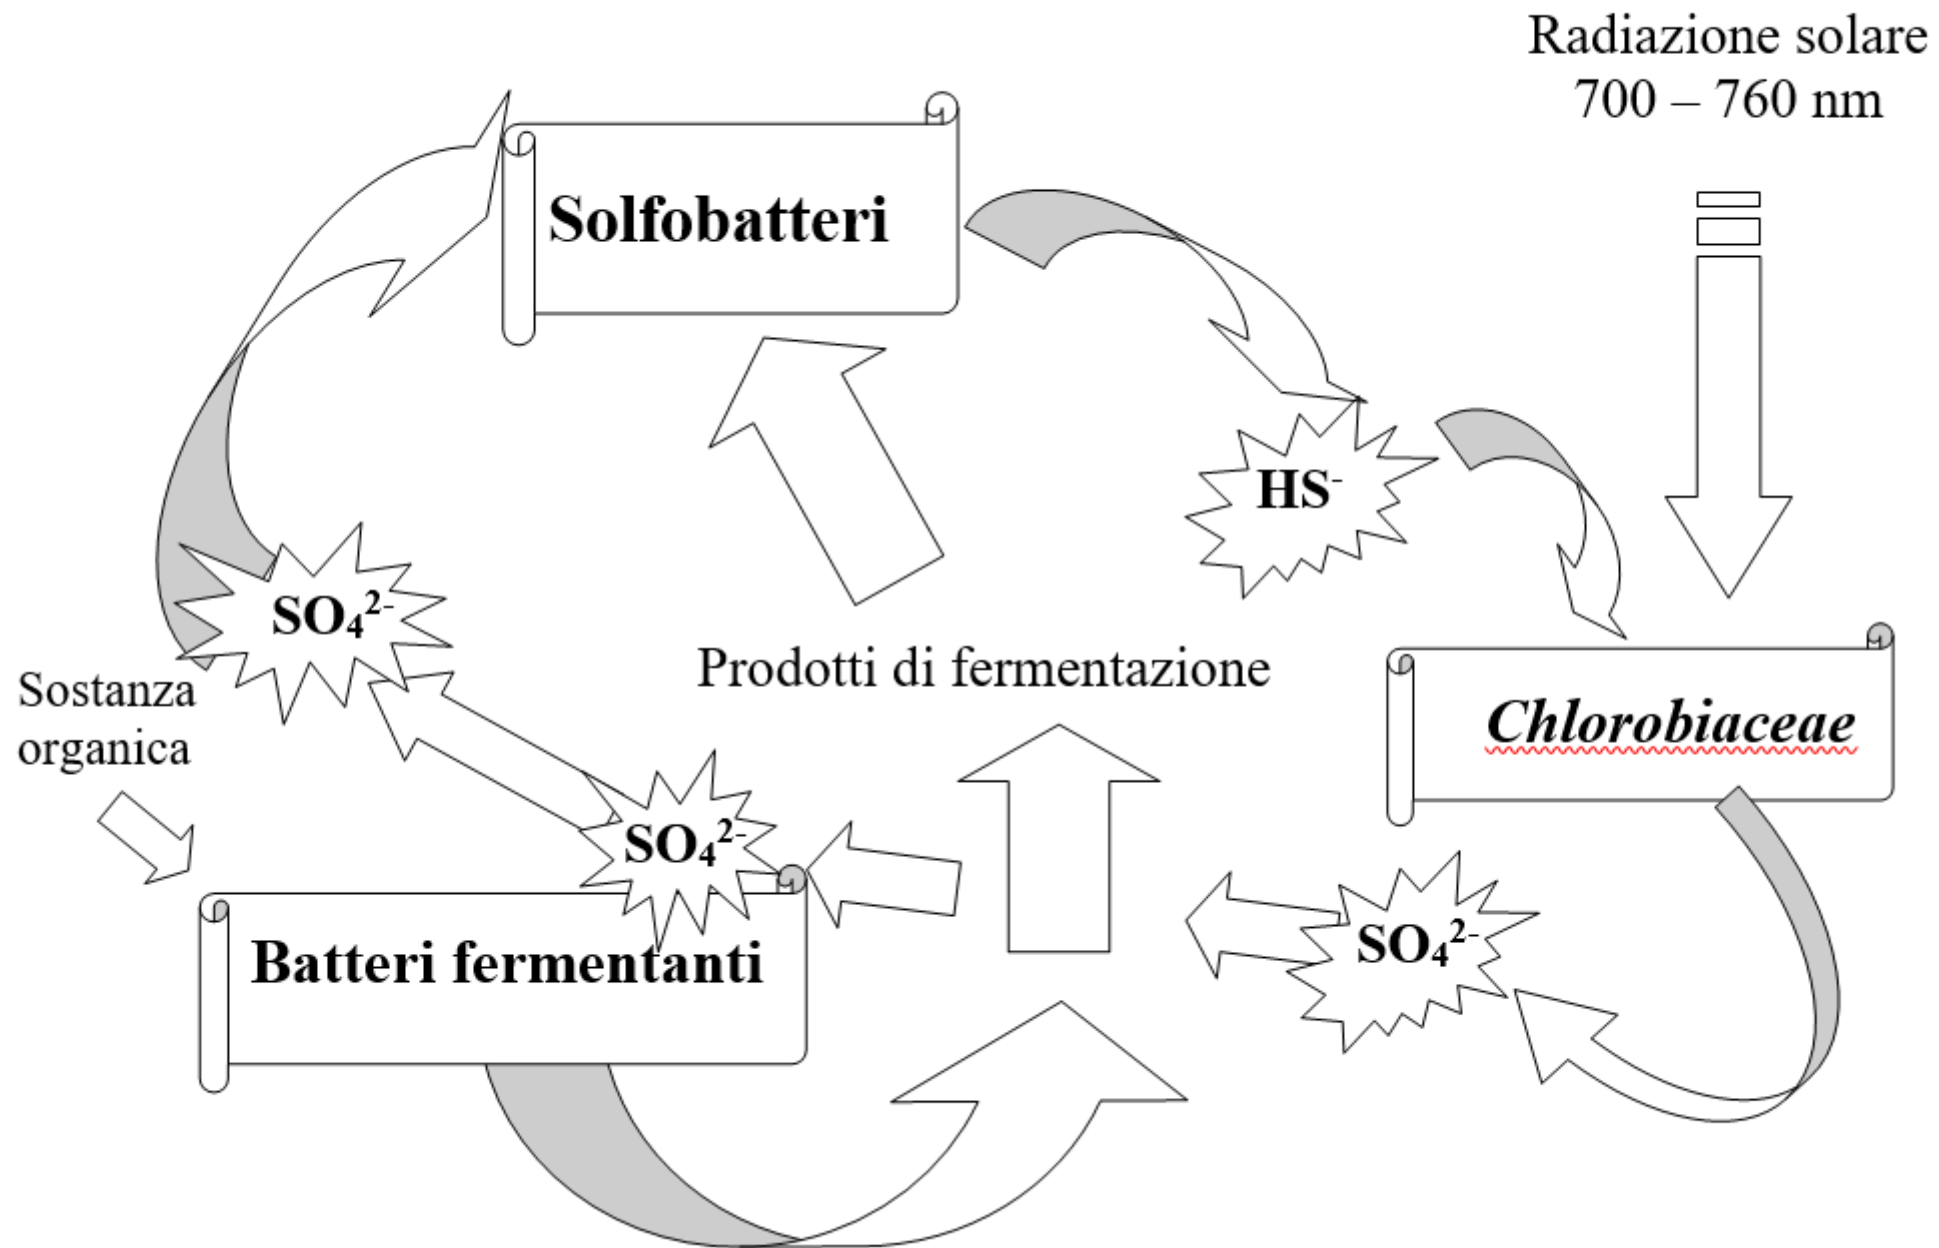 Radiazione solare
700 – 760 nm
Solfobatteri
HS⁻
SO₄²⁻
Sostanza
organica
Prodotti di fermentazione
Chlorobiaceae
SO₄²⁻
Batteri fermentanti
SO₄²⁻